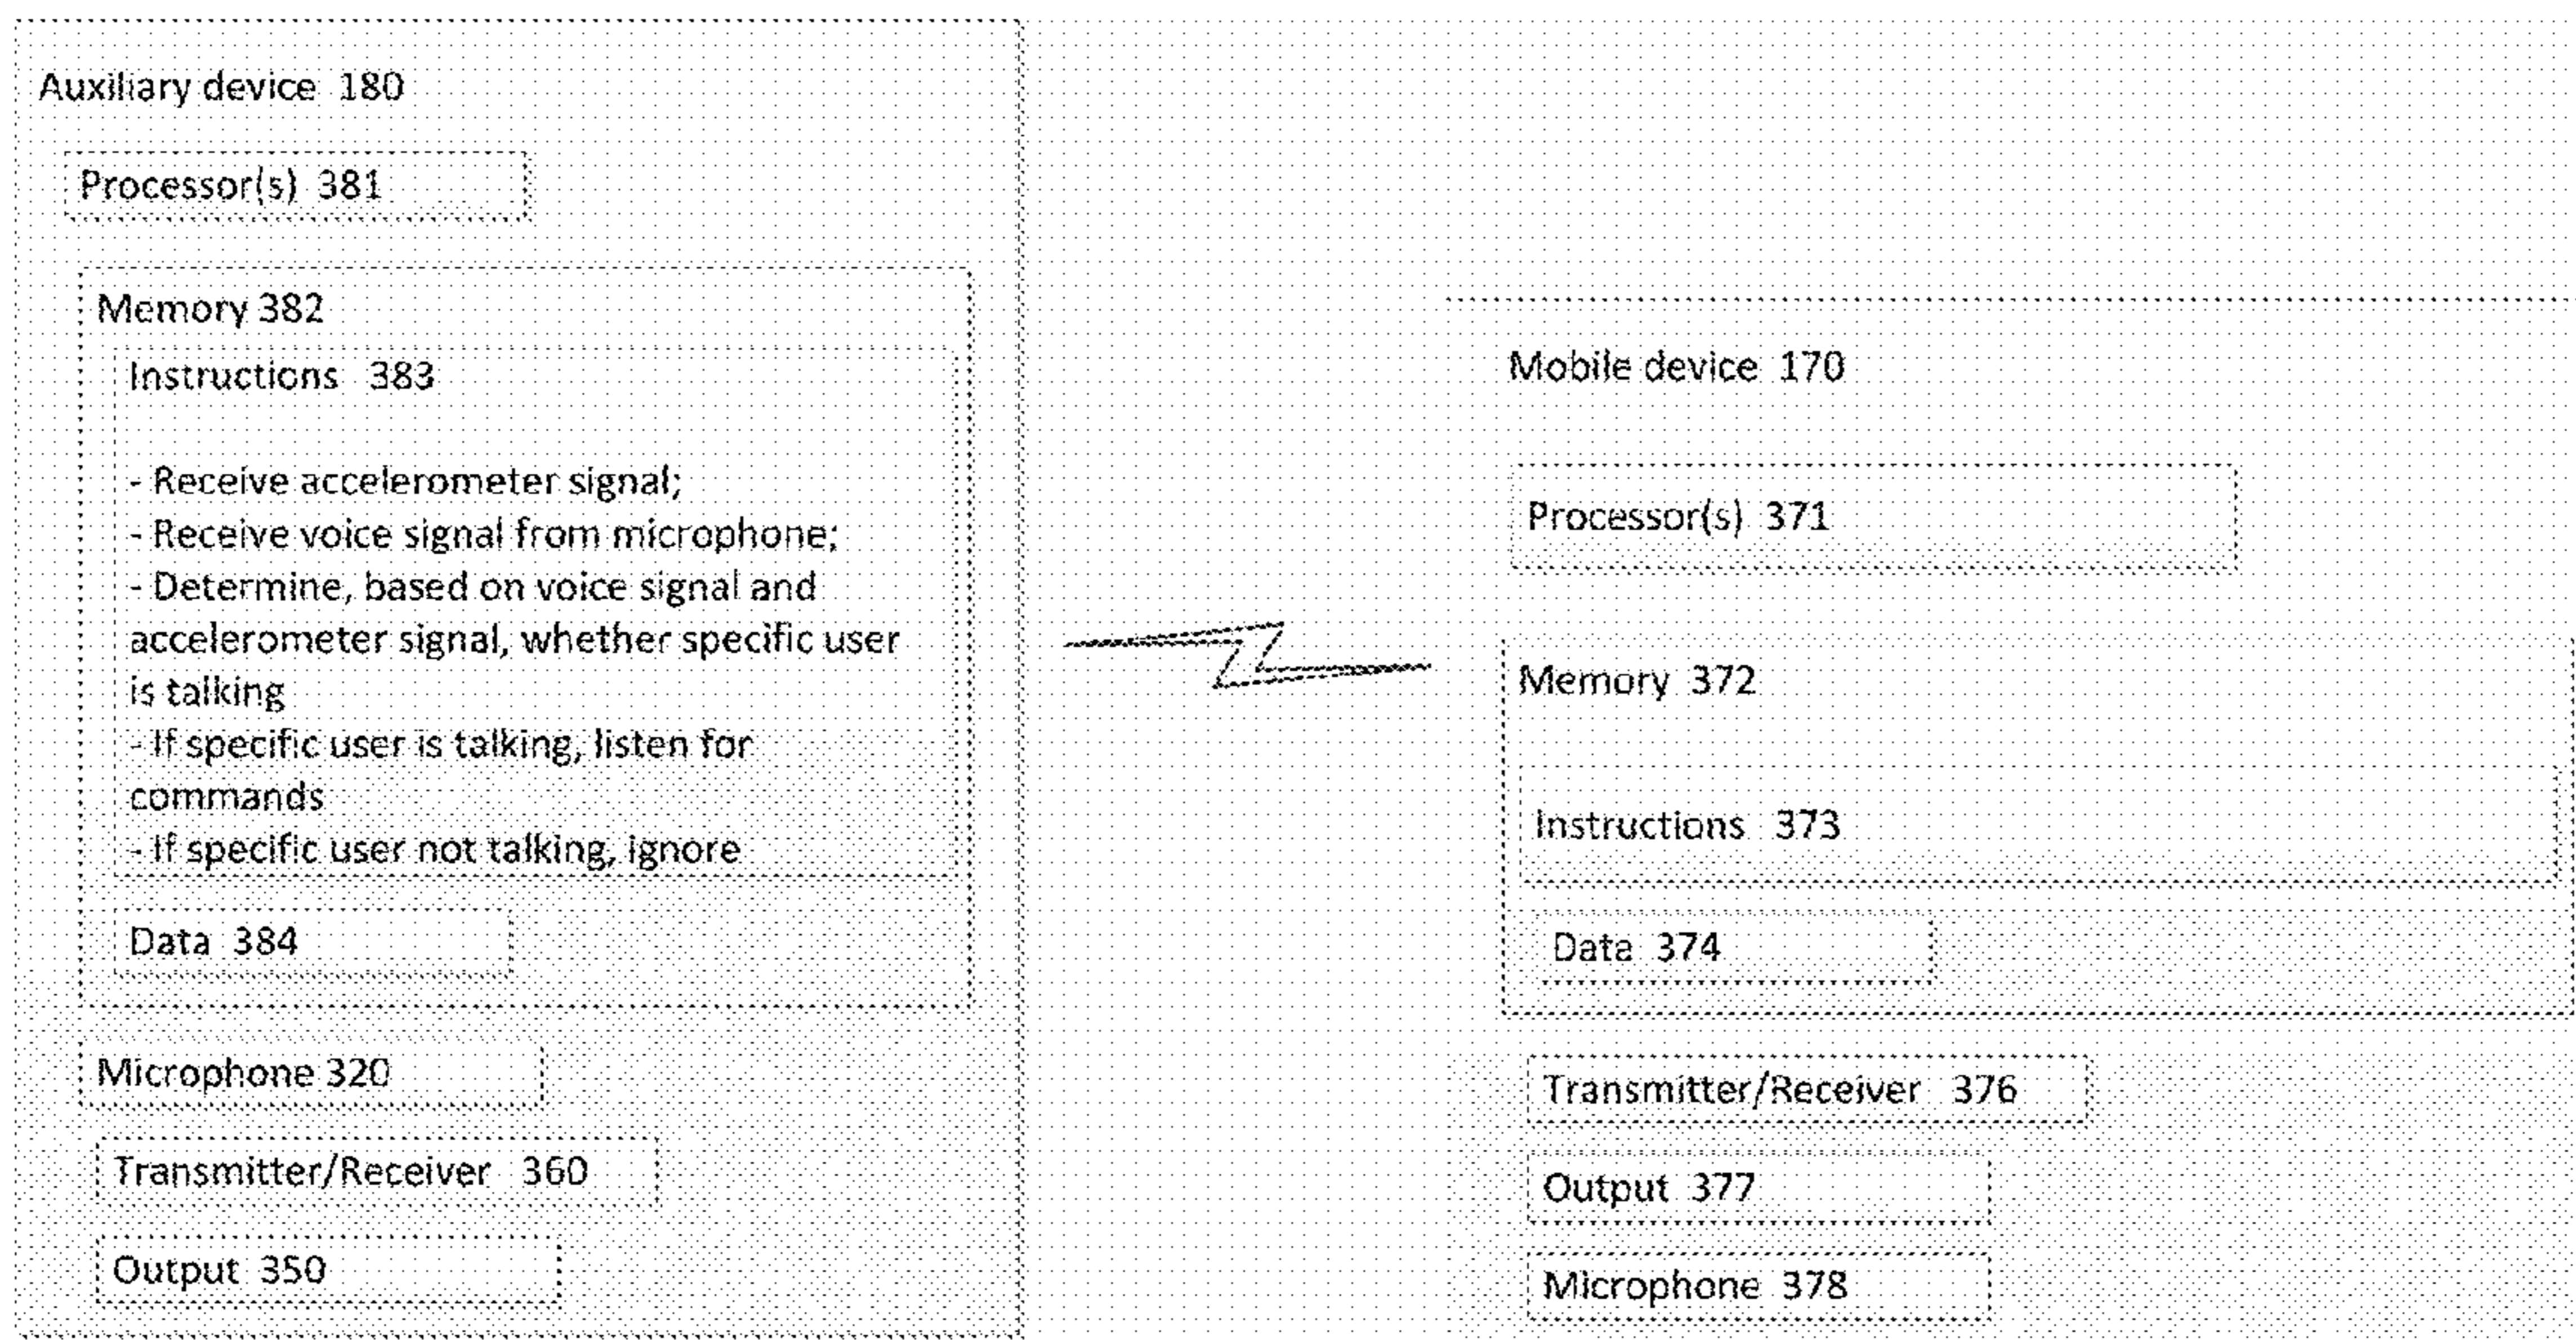 Auxiliary device 180
Processor(s) 381
Memory 382
Instructions 383
- Receive accelerometer signal;
- Receive voice signal from microphone;
- Determine, based on voice signal and
accelerometer signal, whether specific user
is talking
- If specific user is talking, listen for
commands
- If specific user not talking, ignore
Data 384
Microphone 320
Transmitter/Receiver 360
Output 350
Mobile device 170
Processor(s) 371
Memory 372
Instructions 373
Data 374
Transmitter/Receiver 376
Output 377
Microphone 378